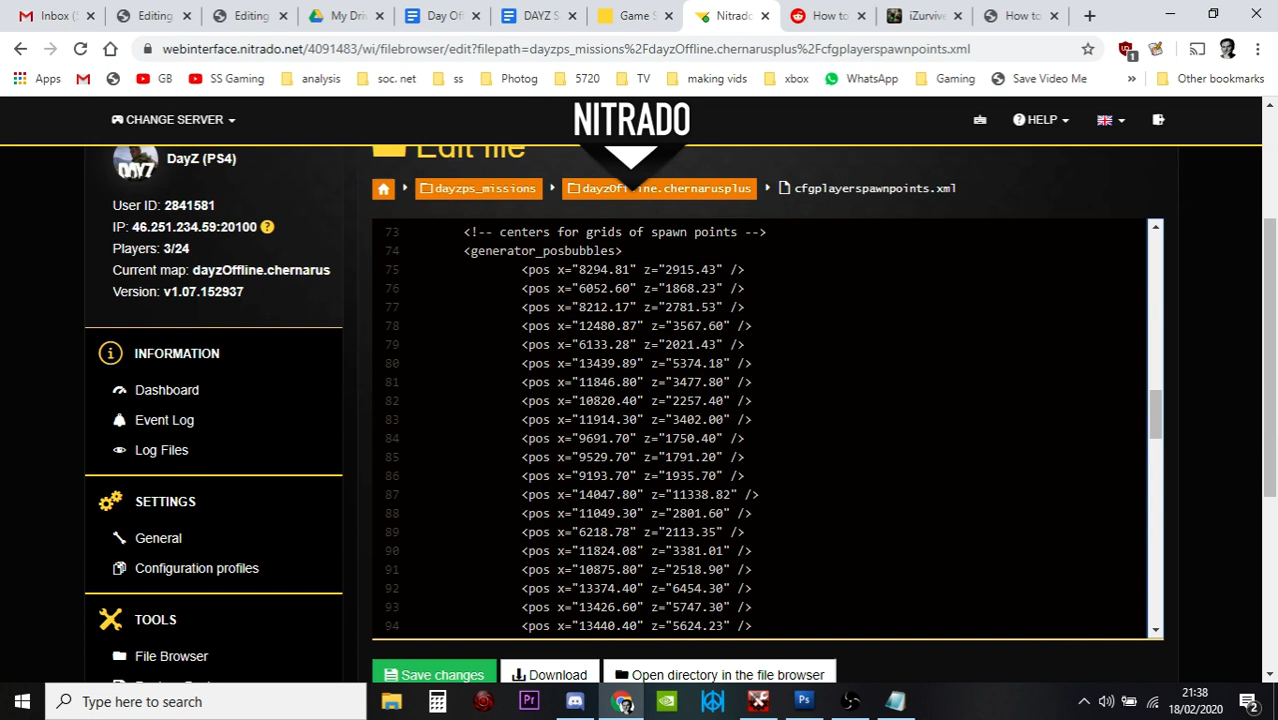 Inbox (
Editing
Editing
My Dri
Day Of
DAYZ S
Game S
Nitrado
How to
iZurvive
How to
webinterface.nitrado.net/4091483/wi/filebrowser/edit?filepath=dayzps_missions%2FdayzOffline.chernarusplus%2Fcfgplayerspawnpoints.xml
Apps
GB
SS Gaming
analysis
soc. net
ss
Photog
5720
TV
making vids
xbox
WhatsApp
Gaming
Save Video Me
»
Other bookmarks
CHANGE SERVER
NITRADO
HELP
DayZ (PS4)
User ID: 2841581
IP: 46.251.234.59:20100
Players: 3/24
Current map: dayzOffline.chernarus
Version: v1.07.152937
INFORMATION
Dashboard
Event Log
Log Files
SETTINGS
General
Configuration profiles
TOOLS
File Browser
Edit file
dayzps_missions
dayzOffline.chernarusplus
cfgplayerspawnpoints.xml
73 <!-- centers for grids of spawn points -->
74 <generator_posbubbles>
75 <pos x="8294.81" z="2915.43" />
76 <pos x="6052.60" z="1868.23" />
77 <pos x="8212.17" z="2781.53" />
78 <pos x="12480.87" z="3567.60" />
79 <pos x="6133.28" z="2021.43" />
80 <pos x="13439.89" z="5374.18" />
81 <pos x="11846.80" z="3477.80" />
82 <pos x="10820.40" z="2257.40" />
83 <pos x="11914.30" z="3402.00" />
84 <pos x="9691.70" z="1750.40" />
85 <pos x="9529.70" z="1791.20" />
86 <pos x="9193.70" z="1935.70" />
87 <pos x="14047.80" z="11338.82" />
88 <pos x="11049.30" z="2801.60" />
89 <pos x="6218.78" z="2113.35" />
90 <pos x="11824.08" z="3381.01" />
91 <pos x="10875.80" z="2518.90" />
92 <pos x="13374.40" z="6454.30" />
93 <pos x="13426.60" z="5747.30" />
94 <pos x="13440.40" z="5624.23" />
Save changes
Download
Open directory in the file browser
Type here to search
21:38
18/02/2020
2